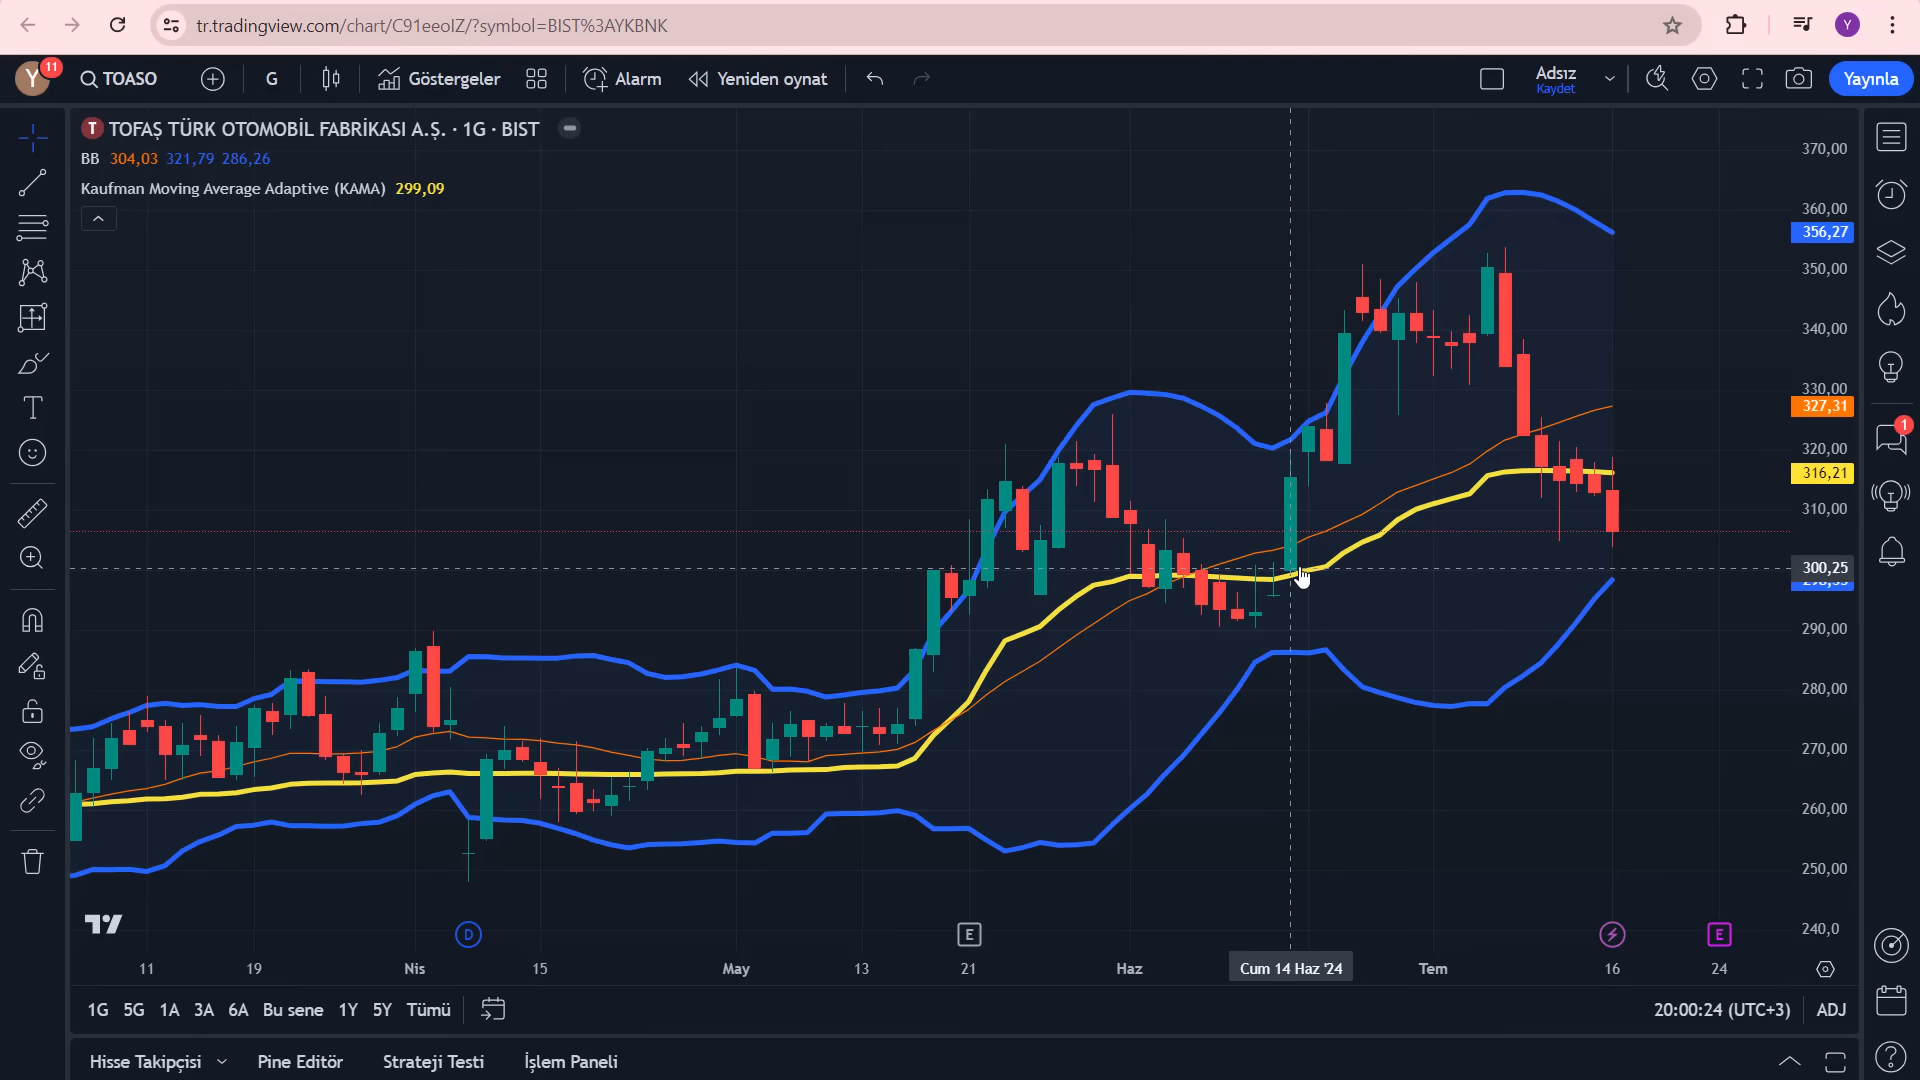 tr.tradingview.com/chart/C91eeoIZ/?symbol=BIST%3AYKBNK
Y
Y 11 TOASO G Göstergeler Alarm Yeniden oynat Adsız Kaydet Yayınla
T TOFAŞ TÜRK OTOMOBİL FABRİKASI A.Ş. · 1G · BIST
BB 304,03 321,79 286,26
Kaufman Moving Average Adaptive (KAMA) 299,09
370,00
360,00
356,27
350,00
340,00
330,00
327,31
320,00
316,21
310,00
300,25
290,00
280,00
270,00
260,00
250,00
240,0
1
T
D E E
11 19 Nis 15 May 13 21 Haz Cum 14 Haz '24 Tem 16 24
1G 5G 1A 3A 6A Bu sene 1Y 5Y Tümü 20:00:24 (UTC+3) ADJ
Hisse Takipçisi Pine Editör Strateji Testi İşlem Paneli